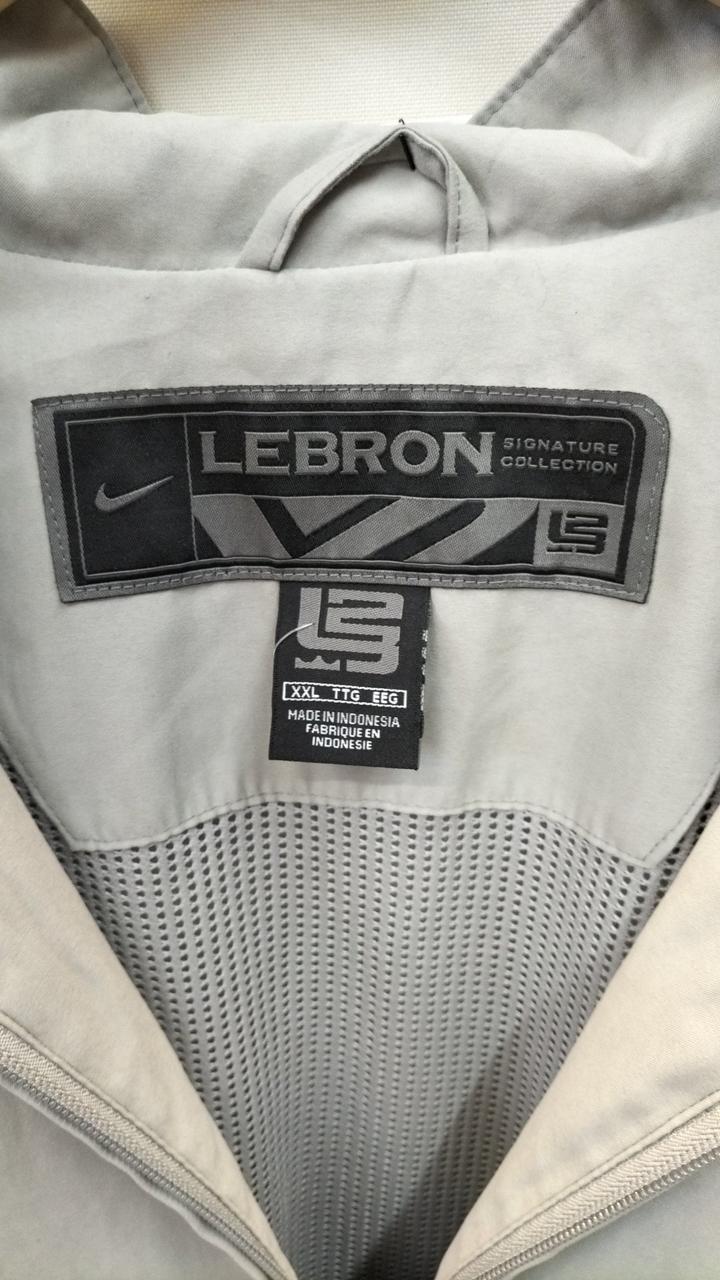 LEBRON
SIGNATURE
COLLECTION
XXL TTG EEG
MADE IN INDONESIA
FABRIQUE EN
INDONESIE